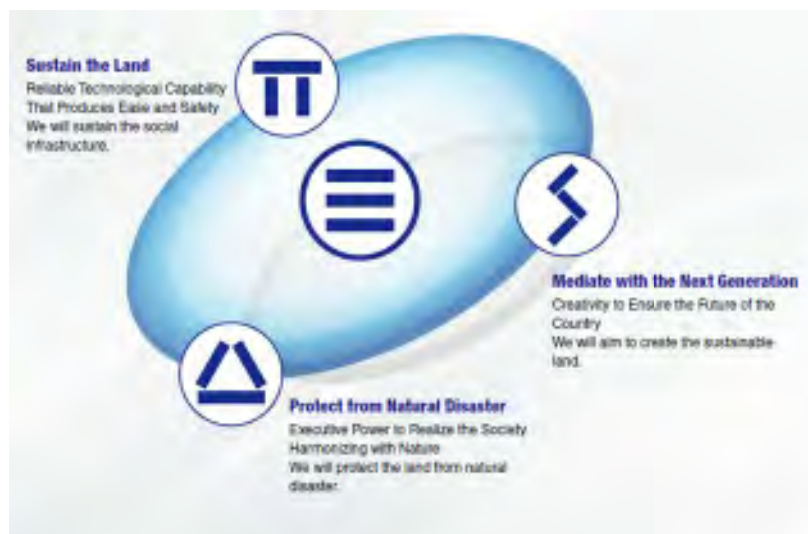 Sustain the Land
Reliable Technological Capability
That Produces Ease and Safety
We will sustain the social
infrastructure.
Mediate with the Next Generation
Creativity to Ensure the Future of the
Country
We will aim to create the sustainable
land.
Protect from Natural Disaster
Executive Power to Realize the Society
Harmonizing with Nature
We will protect the land from natural
disaster.